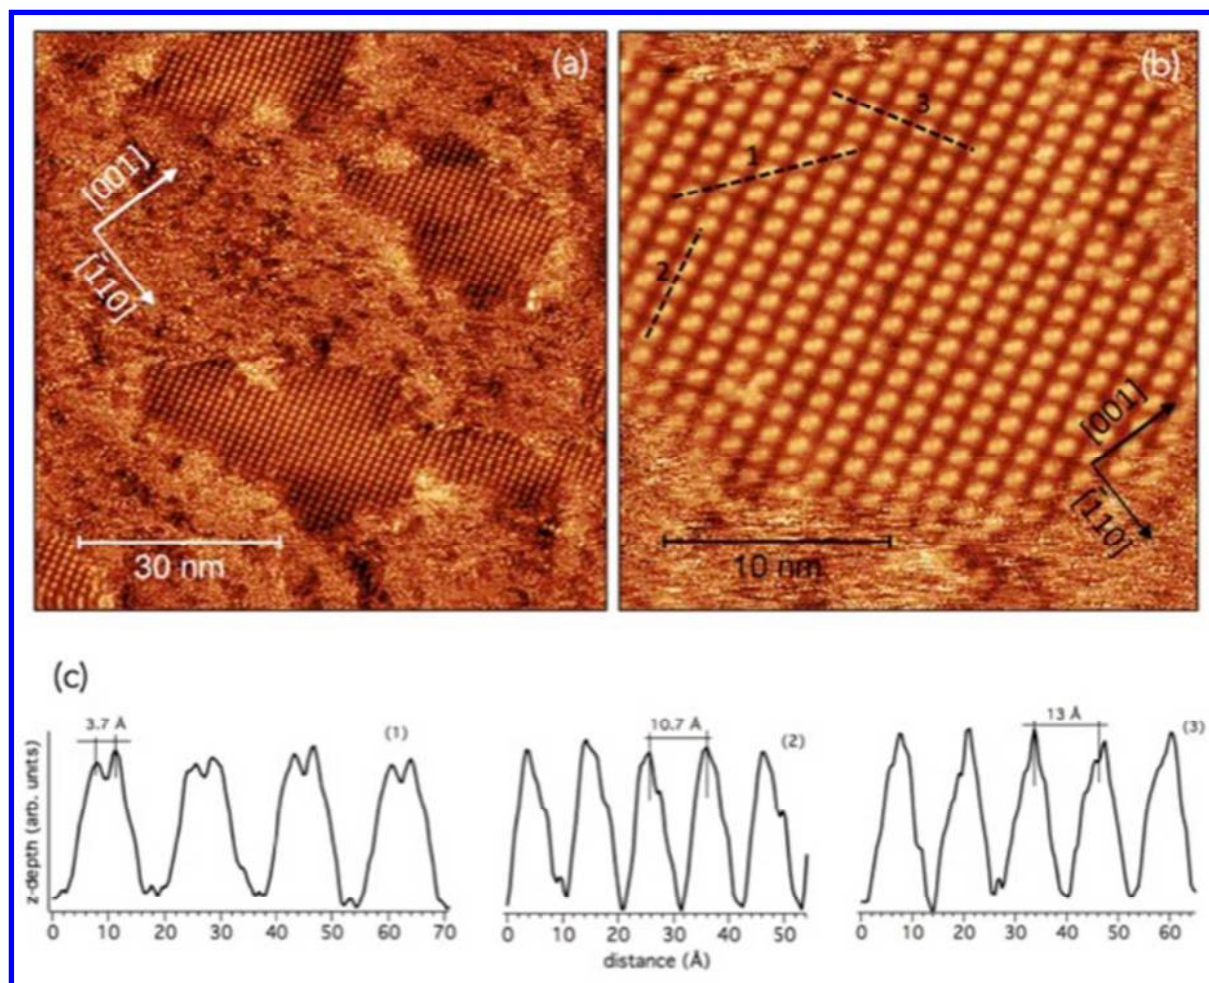 (a)
[001]
[1̄10]
30 nm
(b)
3
1
2
[001]
[1̄10]
10 nm
(c)
z-depth (arb. units)
3.7 Å
(1)
0 10 20 30 40 50 60 70
10.7 Å
(2)
0 10 20 30 40 50
distance (Å)
13 Å
(3)
0 10 20 30 40 50 60